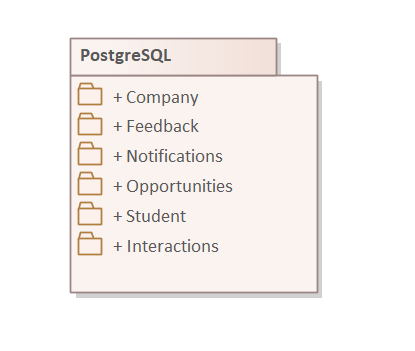 PostgreSQL
+ Company
+ Feedback
+ Notifications
+ Opportunities
+ Student
+ Interactions